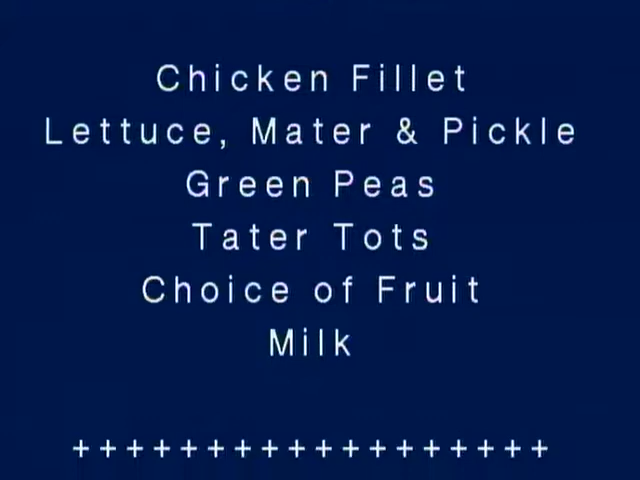 Chicken Fillet
Lettuce, Mater & Pickle
Green Peas
Tater Tots
Choice of Fruit
Milk
++++++++++++++++++